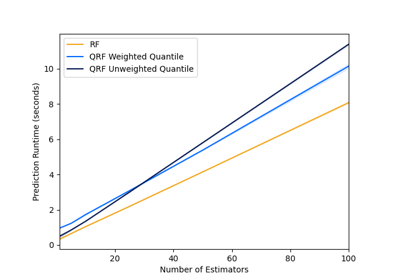 RF
QRF Weighted Quantile
QRF Unweighted Quantile
Prediction Runtime (seconds)
10
8
6
4
2
0
20 40 60 80 100
Number of Estimators